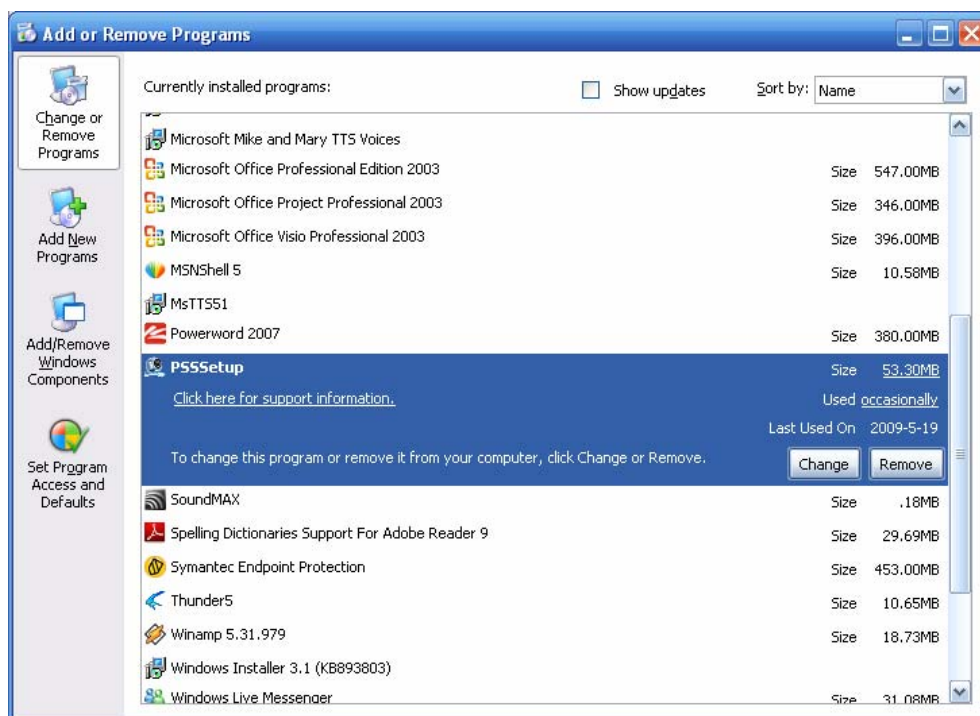 Add or Remove Programs
Change or
Remove
Programs
Add New
Programs
Add/Remove
Windows
Components
Set Program
Access and
Defaults
Currently installed programs:
Show updates
Sort by: Name
Microsoft Mike and Mary TTS Voices
Microsoft Office Professional Edition 2003 Size 547.00MB
Microsoft Office Project Professional 2003 Size 346.00MB
Microsoft Office Visio Professional 2003 Size 396.00MB
MSNShell 5 Size 10.58MB
MsTTS51
Powerword 2007 Size 380.00MB
PSSSetup Size 53.30MB
Click here for support information. Used occasionally
Last Used On 2009-5-19
To change this program or remove it from your computer, click Change or Remove. Change Remove
SoundMAX Size .18MB
Spelling Dictionaries Support For Adobe Reader 9 Size 29.69MB
Symantec Endpoint Protection Size 453.00MB
Thunder5 Size 10.65MB
Winamp 5.31.979 Size 18.73MB
Windows Installer 3.1 (KB893803)
Windows Live Messenger Size 31.08MB